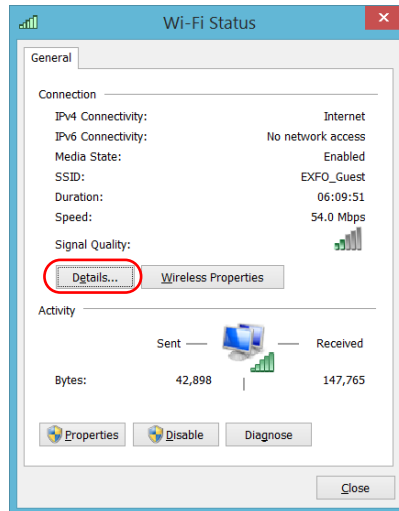 Wi-Fi Status
General
Connection
IPv4 Connectivity: Internet
IPv6 Connectivity: No network access
Media State: Enabled
SSID: EXFO_Guest
Duration: 06:09:51
Speed: 54.0 Mbps
Signal Quality:
Details... Wireless Properties
Activity
Sent Received
Bytes: 42,898 147,765
Properties Disable Diagnose
Close